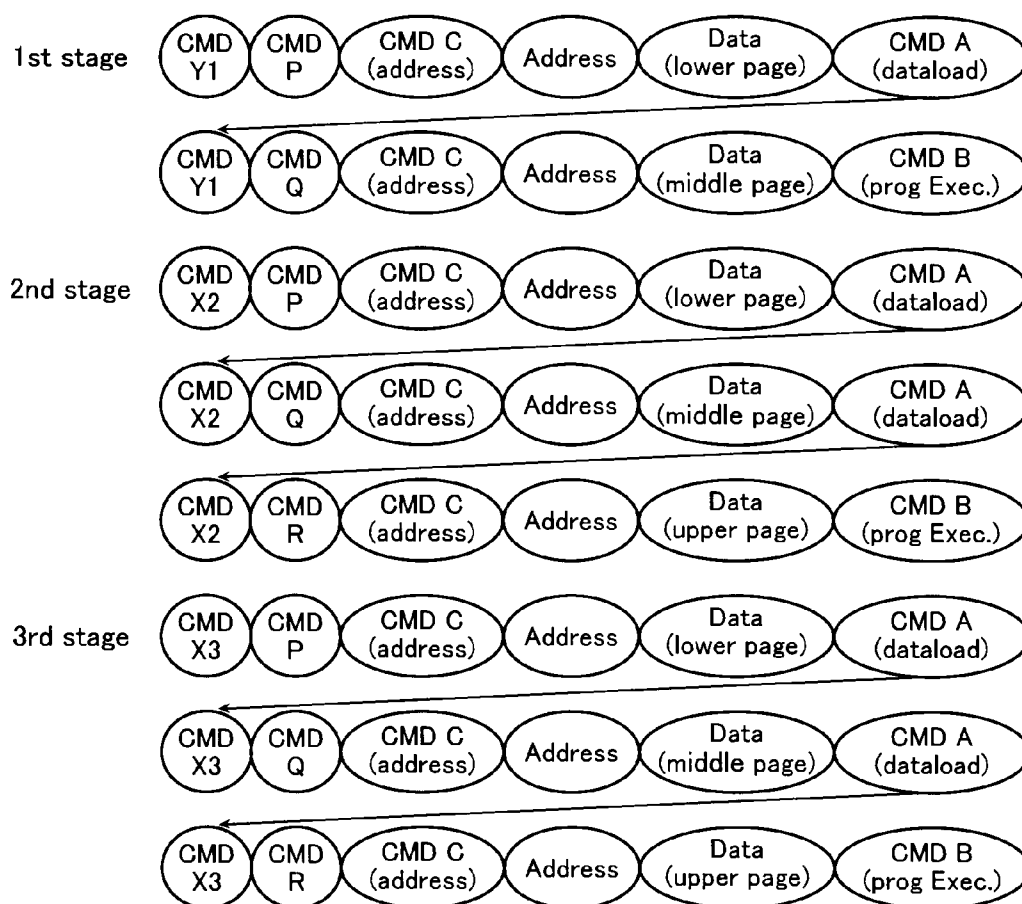 1st stage CMD Y1 CMD P CMD C (address) Address Data (lower page) CMD A (dataload)
CMD Y1 CMD Q CMD C (address) Address Data (middle page) CMD B (prog Exec.)
2nd stage CMD X2 CMD P CMD C (address) Address Data (lower page) CMD A (dataload)
CMD X2 CMD Q CMD C (address) Address Data (middle page) CMD A (dataload)
CMD X2 CMD R CMD C (address) Address Data (upper page) CMD B (prog Exec.)
3rd stage CMD X3 CMD P CMD C (address) Address Data (lower page) CMD A (dataload)
CMD X3 CMD Q CMD C (address) Address Data (middle page) CMD A (dataload)
CMD X3 CMD R CMD C (address) Address Data (upper page) CMD B (prog Exec.)